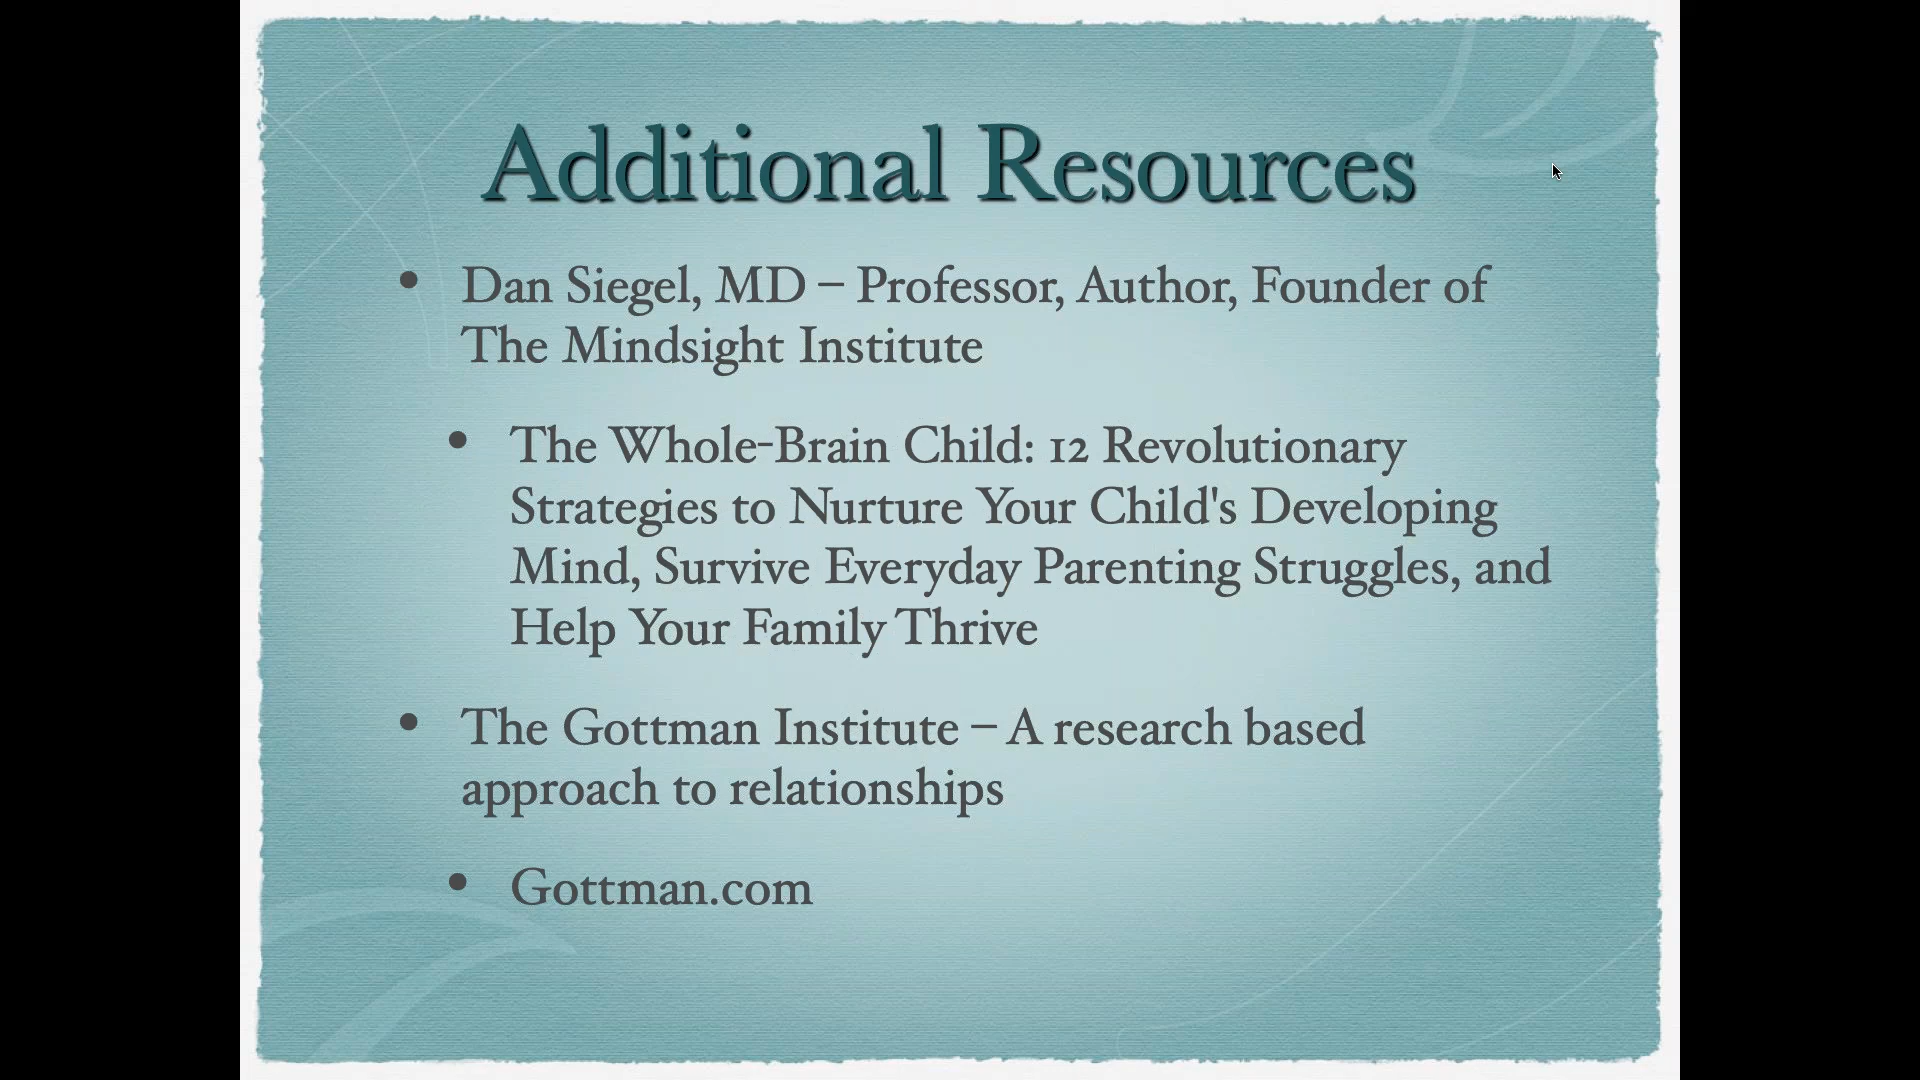 Additional Resources
• Dan Siegel, MD – Professor, Author, Founder of
The Mindsight Institute
• The Whole-Brain Child: 12 Revolutionary
Strategies to Nurture Your Child's Developing
Mind, Survive Everyday Parenting Struggles, and
Help Your Family Thrive
• The Gottman Institute – A research based
approach to relationships
• Gottman.com